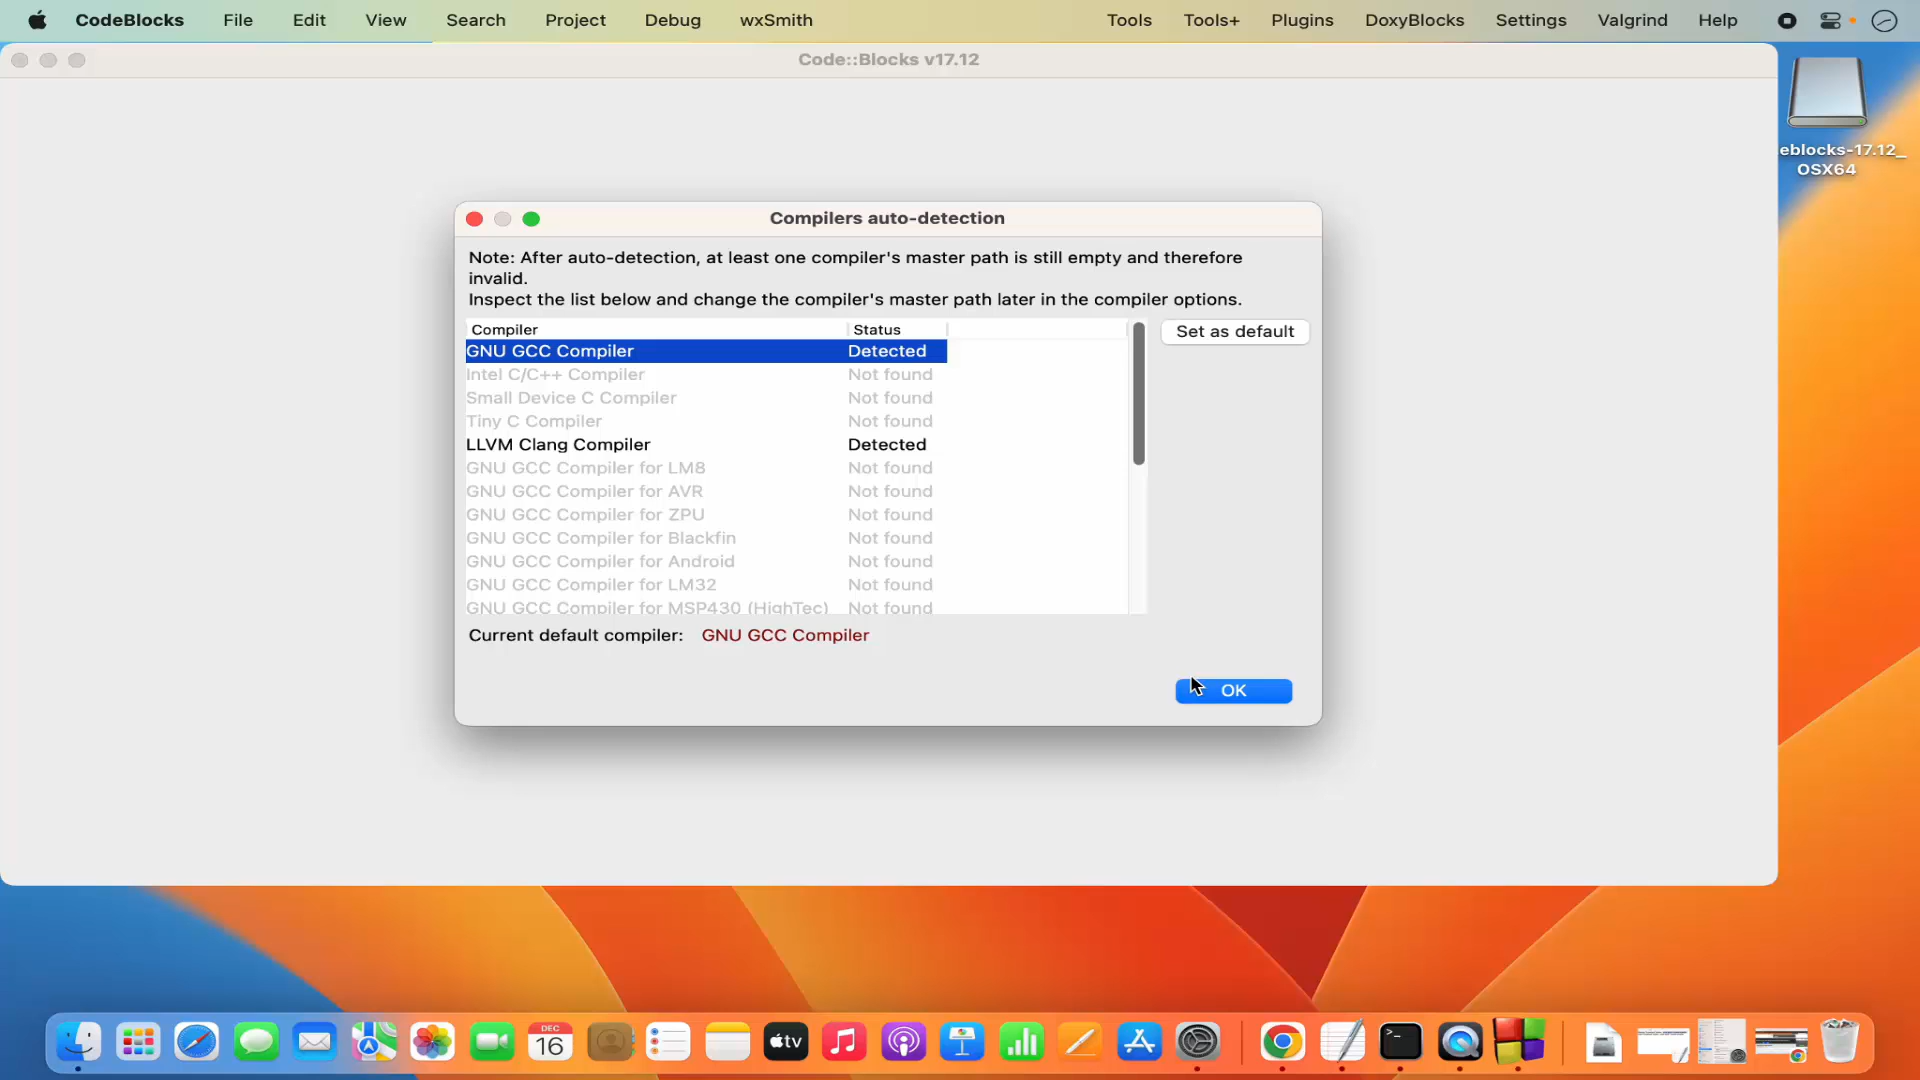 CodeBlocks File Edit View Search Project Debug wxSmith Tools Tools+ Plugins DoxyBlocks Settings Valgrind Help
Code::Blocks v17.12
eblocks-17.12_
OSX64
Compilers auto-detection
Note: After auto-detection, at least one compiler's master path is still empty and therefore
invalid.
Inspect the list below and change the compiler's master path later in the compiler options.
Compiler Status
Set as default
GNU GCC Compiler Detected
Intel C/C++ Compiler Not found
Small Device C Compiler Not found
Tiny C Compiler Not found
LLVM Clang Compiler Detected
GNU GCC Compiler for LM8 Not found
GNU GCC Compiler for AVR Not found
GNU GCC Compiler for ZPU Not found
GNU GCC Compiler for Blackfin Not found
GNU GCC Compiler for Android Not found
GNU GCC Compiler for LM32 Not found
GNU GCC Compiler for MSP430 (HighTec) Not found
Current default compiler: GNU GCC Compiler
OK
DEC
16
tv
>_